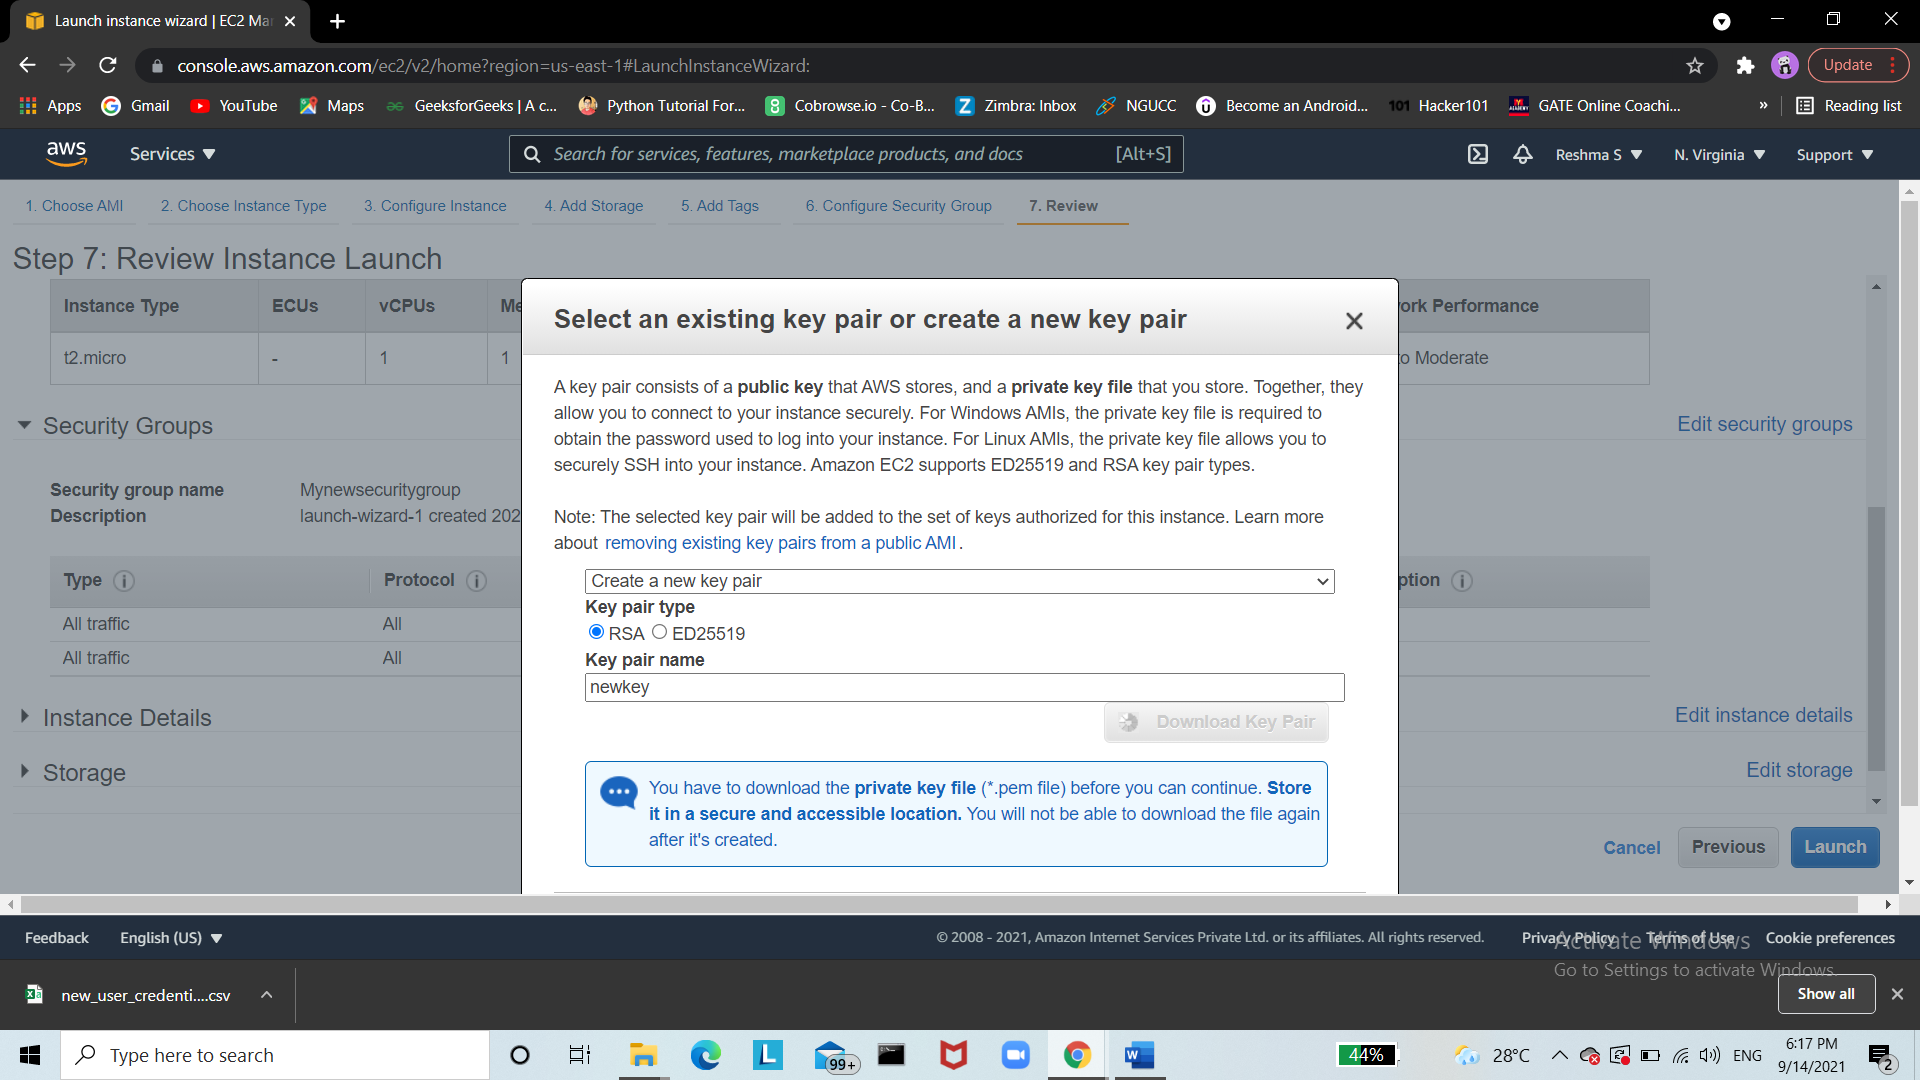 Launch instance wizard | EC2 Ma
console.aws.amazon.com/ec2/v2/home?region=us-east-1#LaunchInstanceWizard:
Update
Apps
Gmail
YouTube
Maps
GeeksforGeeks | A c...
Python Tutorial For...
Cobrowse.io - Co-B...
Zimbra: Inbox
NGUCC
Become an Android...
101 Hacker101
GATE Online Coachi...
»
Reading list
aws
Services
Search for services, features, marketplace products, and docs [Alt+S]
Reshma S
N. Virginia
Support
1. Choose AMI
2. Choose Instance Type
3. Configure Instance
4. Add Storage
5. Add Tags
6. Configure Security Group
7. Review
Step 7: Review Instance Launch
Instance Type ECUs vCPUs Me ork Performance
t2.micro - 1 1 o Moderate
Security Groups
Edit security groups
Security group name Mynewsecuritygroup
Description launch-wizard-1 created 202
Type Protocol ption
All traffic All
All traffic All
Instance Details
Edit instance details
Storage
Edit storage
Select an existing key pair or create a new key pair
A key pair consists of a public key that AWS stores, and a private key file that you store. Together, they
allow you to connect to your instance securely. For Windows AMIs, the private key file is required to
obtain the password used to log into your instance. For Linux AMIs, the private key file allows you to
securely SSH into your instance. Amazon EC2 supports ED25519 and RSA key pair types.
Note: The selected key pair will be added to the set of keys authorized for this instance. Learn more
about removing existing key pairs from a public AMI .
Create a new key pair
Key pair type
RSA ED25519
Key pair name
newkey
Download Key Pair
You have to download the private key file (*.pem file) before you can continue. Store
it in a secure and accessible location. You will not be able to download the file again
after it's created.
Cancel Previous Launch
Feedback English (US)
© 2008 - 2021, Amazon Internet Services Private Ltd. or its affiliates. All rights reserved.
Privacy Policy Terms of Use Cookie preferences
Activate Windows
Go to Settings to activate Windows.
new_user_credenti....csv
Show all
Type here to search
L
99+
W
44%
28°C
ENG
6:17 PM
9/14/2021
2